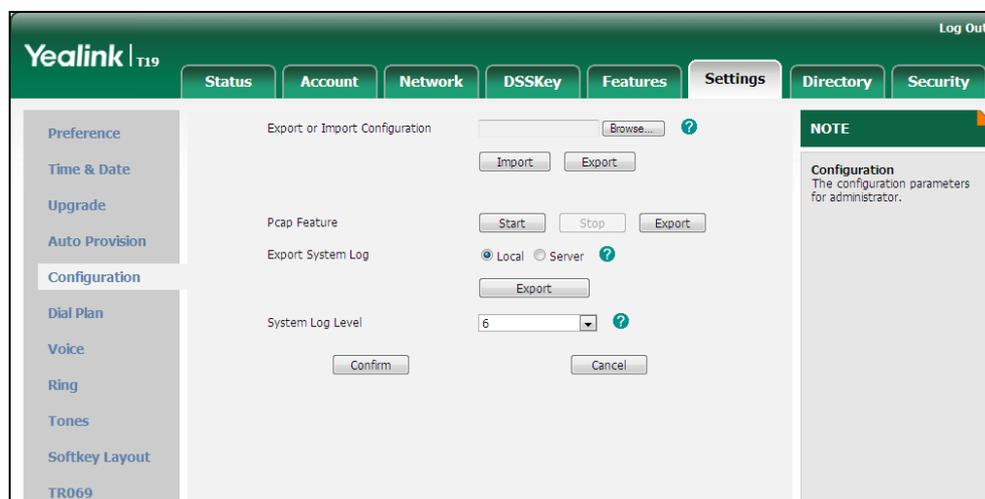 Log Out
Yealink T19
Status Account Network DSSKey Features Settings Directory Security
Preference
Time & Date
Upgrade
Auto Provision
Configuration
Dial Plan
Voice
Ring
Tones
Softkey Layout
TR069
Export or Import Configuration Browse... ?
Import Export
Pcap Feature Start Stop Export
Export System Log Local Server ?
Export
System Log Level 6 ?
Confirm Cancel
NOTE
Configuration
The configuration parameters
for administrator.